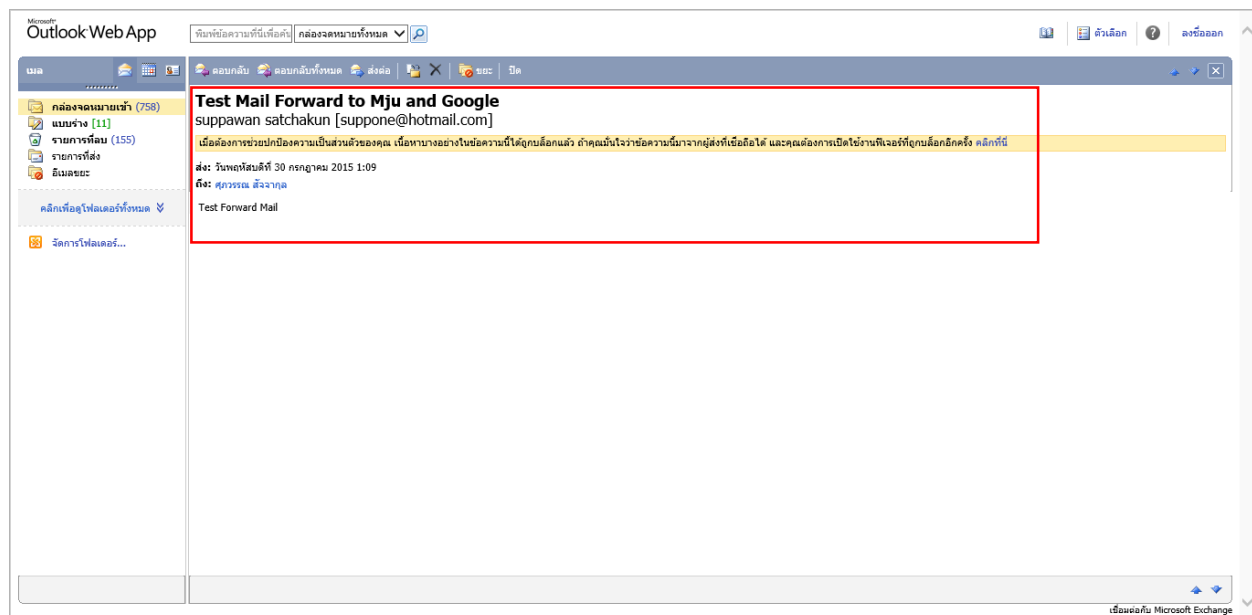 Microsoft
Outlook Web App
พิมพ์ข้อความที่นี่เพื่อค้น กล่องจดหมายทั้งหมด
ตัวเลือก
ลงชื่อออก
เมล
ตอบกลับ ตอบกลับทั้งหมด ส่งต่อ ขยะ ปิด
กล่องจดหมายเข้า (758)
แบบร่าง [11]
รายการที่ลบ (155)
รายการที่ส่ง
อีเมลขยะ
คลิกเพื่อดูโฟลเดอร์ทั้งหมด
จัดการโฟลเดอร์...
Test Mail Forward to Mju and Google
suppawan satchakun [suppone@hotmail.com]
เมื่อต้องการช่วยปกป้องความเป็นส่วนตัวของคุณ เนื้อหาบางอย่างในข้อความนี้ได้ถูกบล็อกแล้ว ถ้าคุณมั่นใจว่าข้อความนี้มาจากผู้ส่งที่เชื่อถือได้ และคุณต้องการเปิดใช้งานฟีเจอร์ที่ถูกบล็อกอีกครั้ง คลิกที่นี่
ส่ง: วันพฤหัสบดีที่ 30 กรกฎาคม 2015 1:09
ถึง: ศุภวรรณ สัจจากุล
Test Forward Mail
เชื่อมต่อกับ Microsoft Exchange